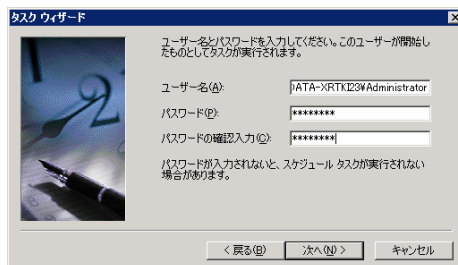 タスク ウィザード
ユーザー名とパスワードを入力してください。このユーザーが開始し
たものとしてタスクが実行されます。
ユーザー名(A): DATA-XRTKI23¥Administrator
パスワード(P): ********
パスワードの確認入力(C): ********
パスワードが入力されないと、スケジュール タスクが実行されない
場合があります。
< 戻る(B) 次へ(N) > キャンセル